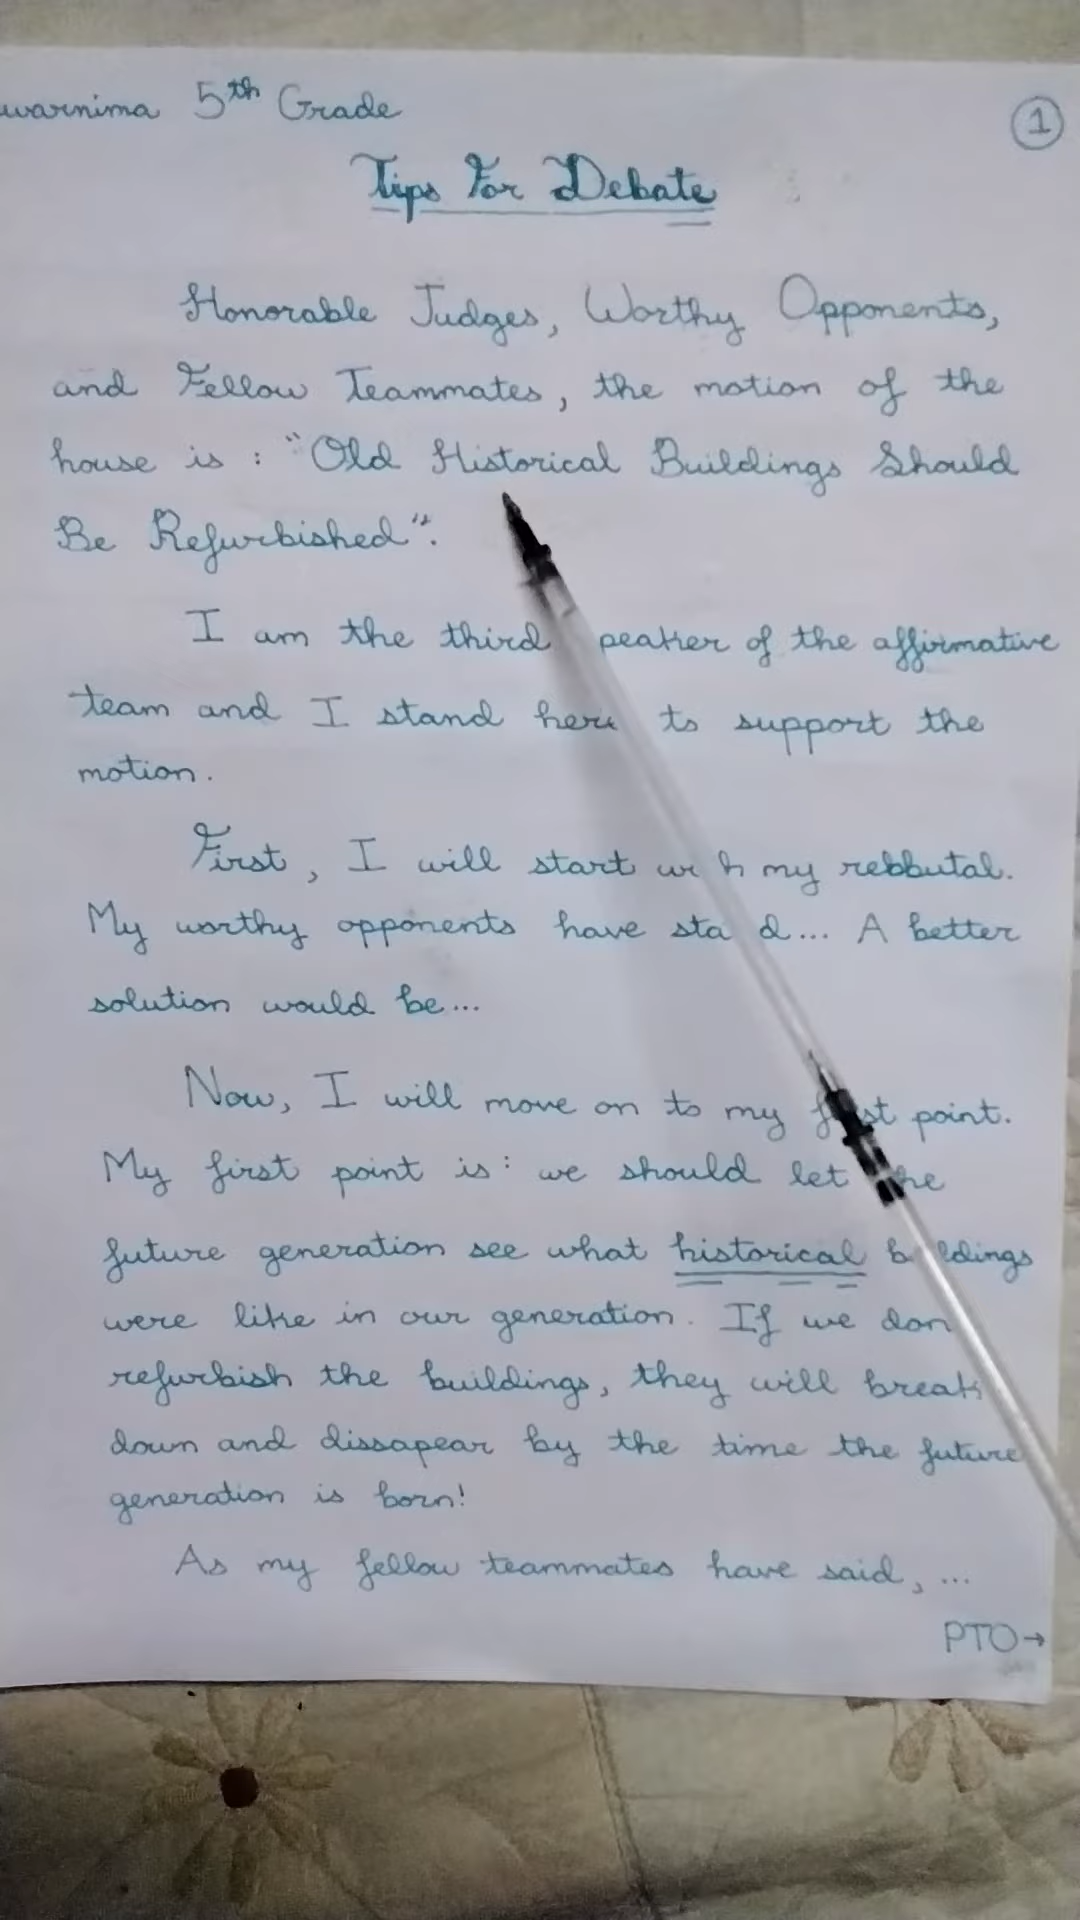 warnima 5th Grade
1
Tips For Debate
Honorable Judges, Worthy Opponents,
and Fellow Teammates, the motion of the
house is : "Old Historical Buildings Should
Be Refurbished".
I am the third peaker of the affirmative
team and I stand here to support the
motion.
First, I will start my rebbutal.
My worthy opponents have ... A better
solution would be...
Now, I will move on to my point.
My first point is : we should let
future generation see what historical
were like in our generation. If we
refurbish the buildings, they will break
down and dissapear by the time the future
generation is born!
As my fellow teammates have said, ...
PTO→